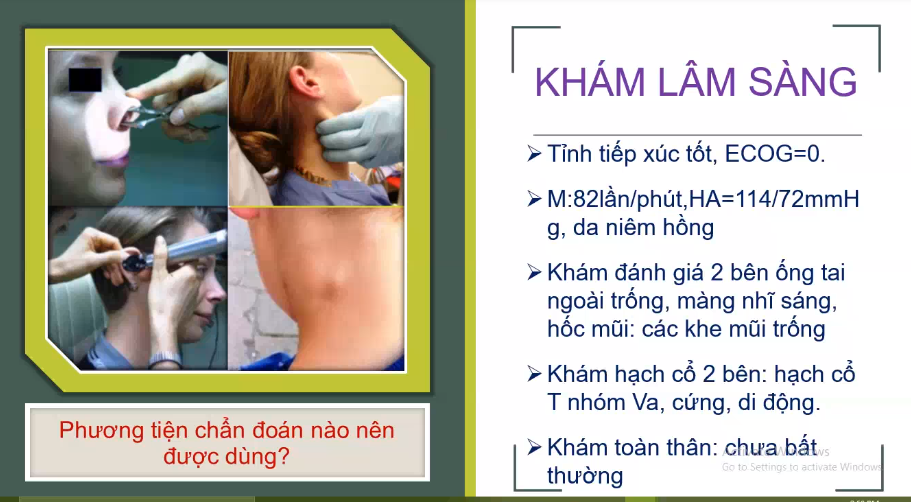 KHÁM LÂM SÀNG
Tỉnh tiếp xúc tốt, ECOG=0.
M:82lần/phút,HA=114/72mmH
g, da niêm hồng
Khám đánh giá 2 bên ống tai
ngoài trống, màng nhĩ sáng,
hốc mũi: các khe mũi trống
Khám hạch cổ 2 bên: hạch cổ
T nhóm Va, cứng, di động.
Khám toàn thân: chưa bất
thường
Phương tiện chẩn đoán nào nên
được dùng?
Activate Windows
Go to Settings to activate Windows